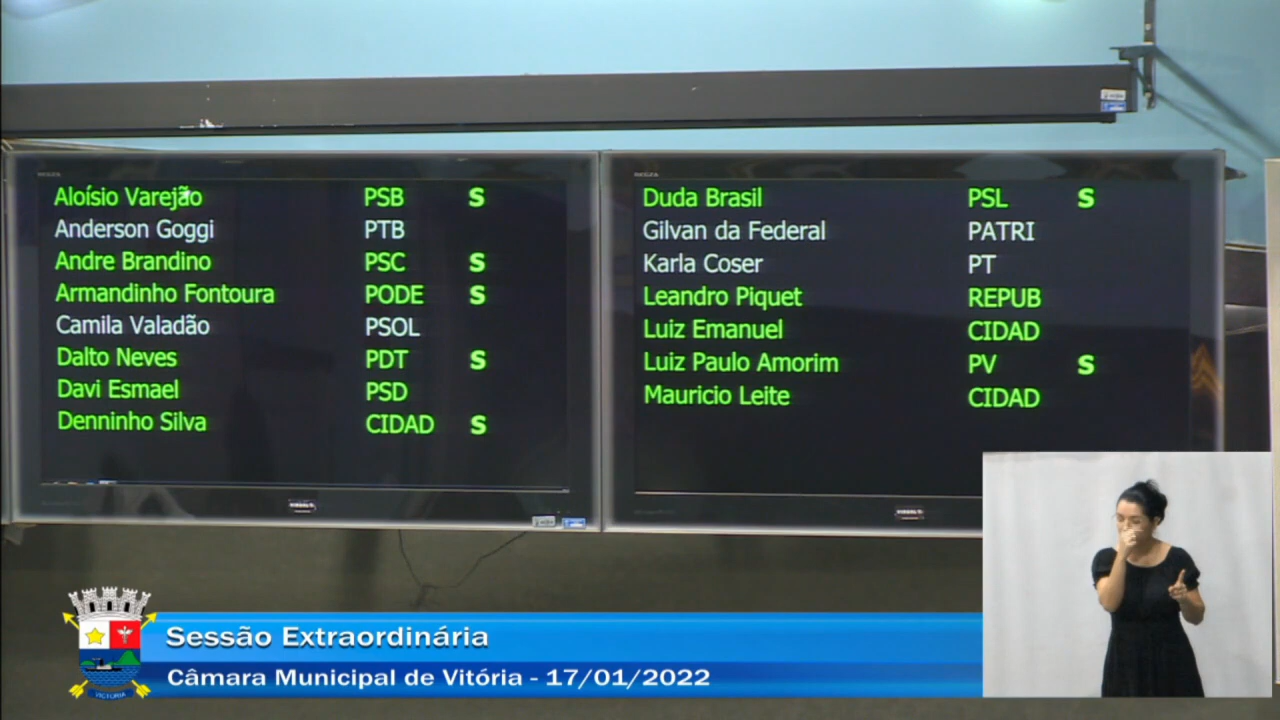 Aloísio Varejão PSB S
Anderson Goggi PTB
Andre Brandino PSC S
Armandinho Fontoura PODE S
Camila Valadão PSOL
Dalto Neves PDT S
Davi Esmael PSD
Denninho Silva CIDAD S
Duda Brasil PSL S
Gilvan da Federal PATRI
Karla Coser PT
Leandro Piquet REPUB
Luiz Emanuel CIDAD
Luiz Paulo Amorim PV S
Mauricio Leite CIDAD
Sessão Extraordinária
Câmara Municipal de Vitória - 17/01/2022